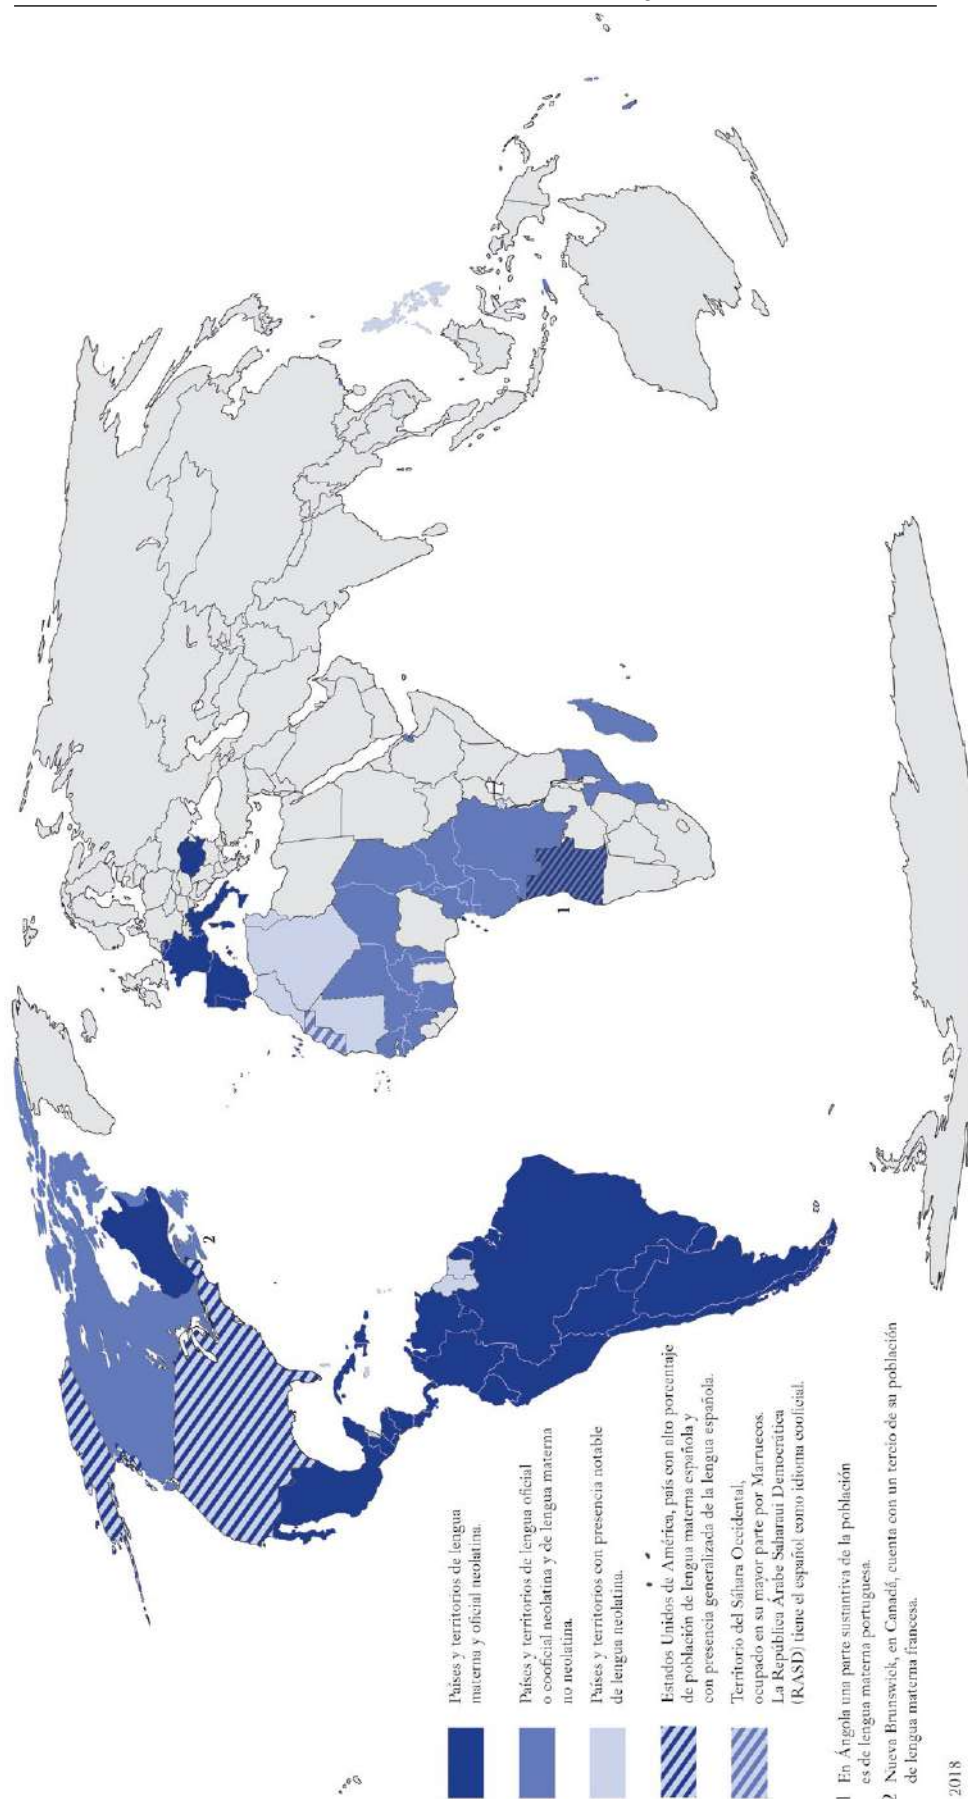 Países y territorios de lengua
materna y oficial neolatina.
Países y territorios de lengua oficial
o cooficial neolatina y de lengua materna
no neolatina.
Países y territorios con presencia notable
de lengua neolatina.
Estados Unidos de América, país con alto porcentaje
de población de lengua materna española y
con presencia generalizada de la lengua española.
Territorio del Sáhara Occidental,
ocupado en su mayor parte por Marruecos.
La República Árabe Saharaui Democrática
(RASD) tiene el español como idioma cooficial.
1 En Ángola una parte sustantiva de la población
es de lengua materna portuguesa.
2 Nueva Brunswick, en Canadá, cuenta con un tercio de su población
de lengua materna francesa.
2018
1
2